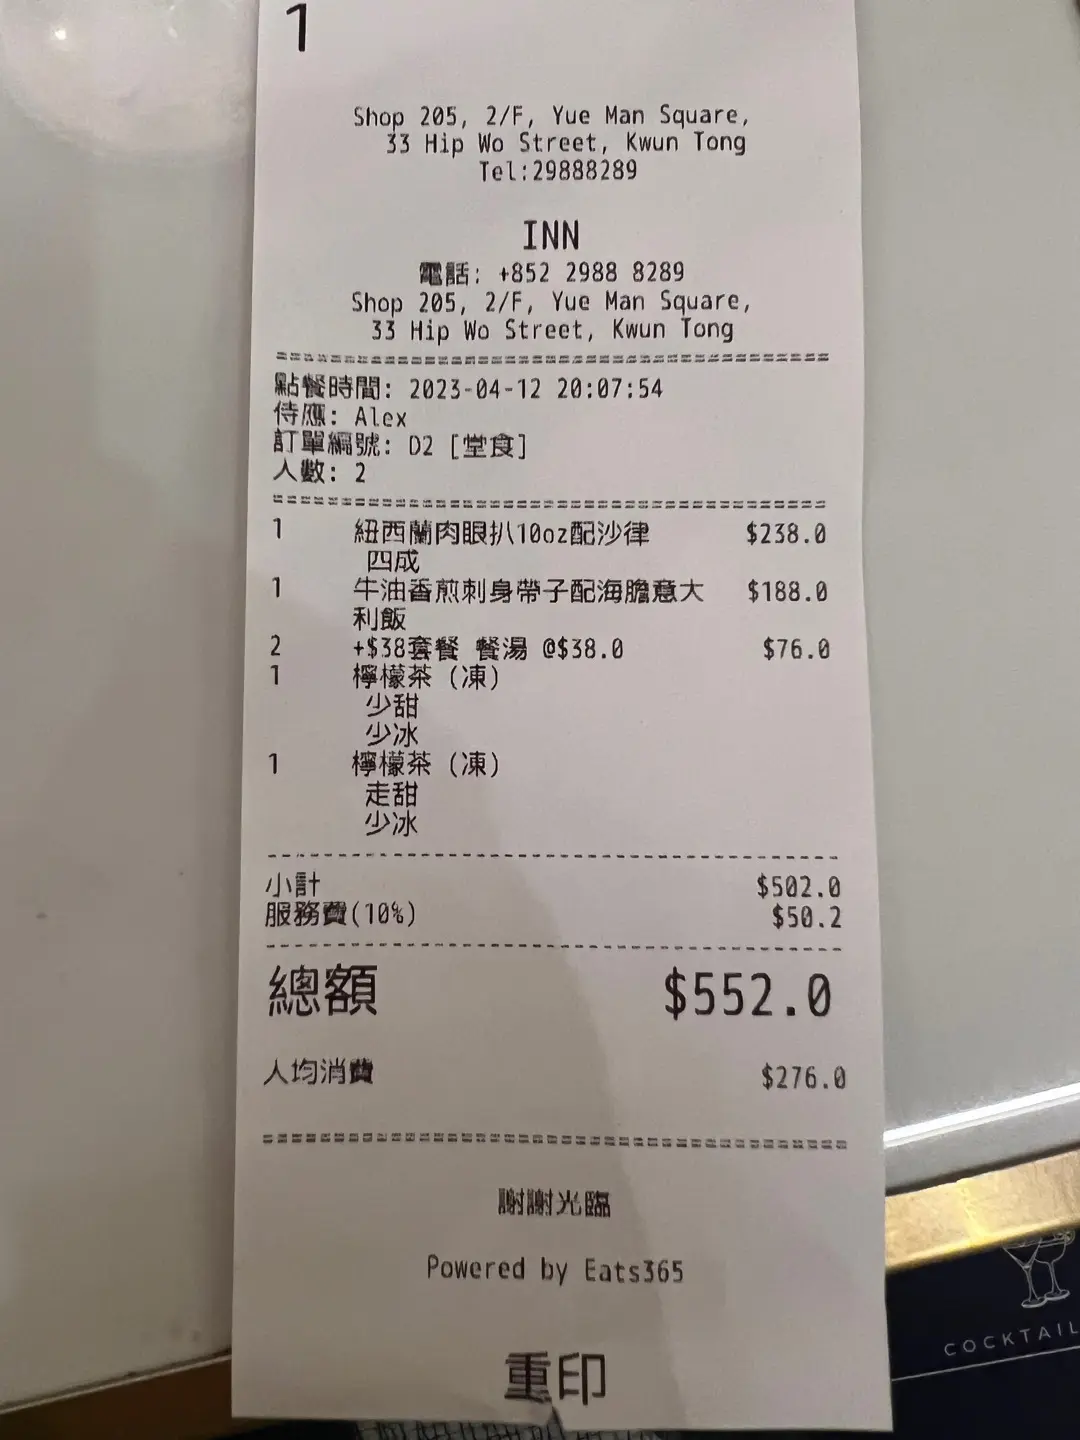 1
Shop 205, 2/F, Yue Man Square,
33 Hip Wo Street, Kwun Tong
Tel:29888289
INN
電話: +852 2988 8289
Shop 205, 2/F, Yue Man Square,
33 Hip Wo Street, Kwun Tong
點餐時間: 2023-04-12 20:07:54
侍應: Alex
訂單編號: D2 [堂食]
人數: 2
1 紐西蘭肉眼扒10oz配沙律 $238.0
四成
1 牛油香煎刺身帶子配海膽意大 $188.0
利飯
2 +$38套餐 餐湯 @$38.0 $76.0
1 檸檬茶 (凍)
少甜
少冰
1 檸檬茶 (凍)
走甜
少冰
小計 $502.0
服務費(10%) $50.2
總額 $552.0
人均消費 $276.0
謝謝光臨
Powered by Eats365
重印
COCKTAIL